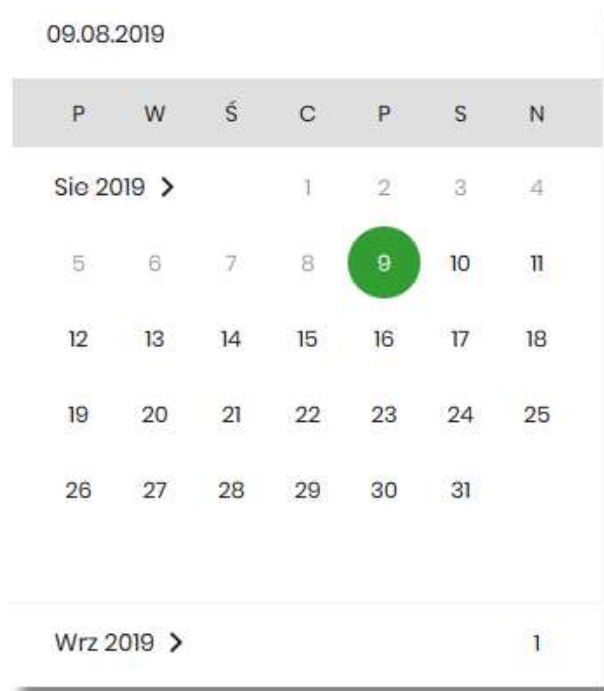 09.08.2019
P W Ś C P S N
Sie 2019 > 1 2 3 4
5 6 7 8 9 10 11
12 13 14 15 16 17 18
19 20 21 22 23 24 25
26 27 28 29 30 31
Wrz 2019 > 1